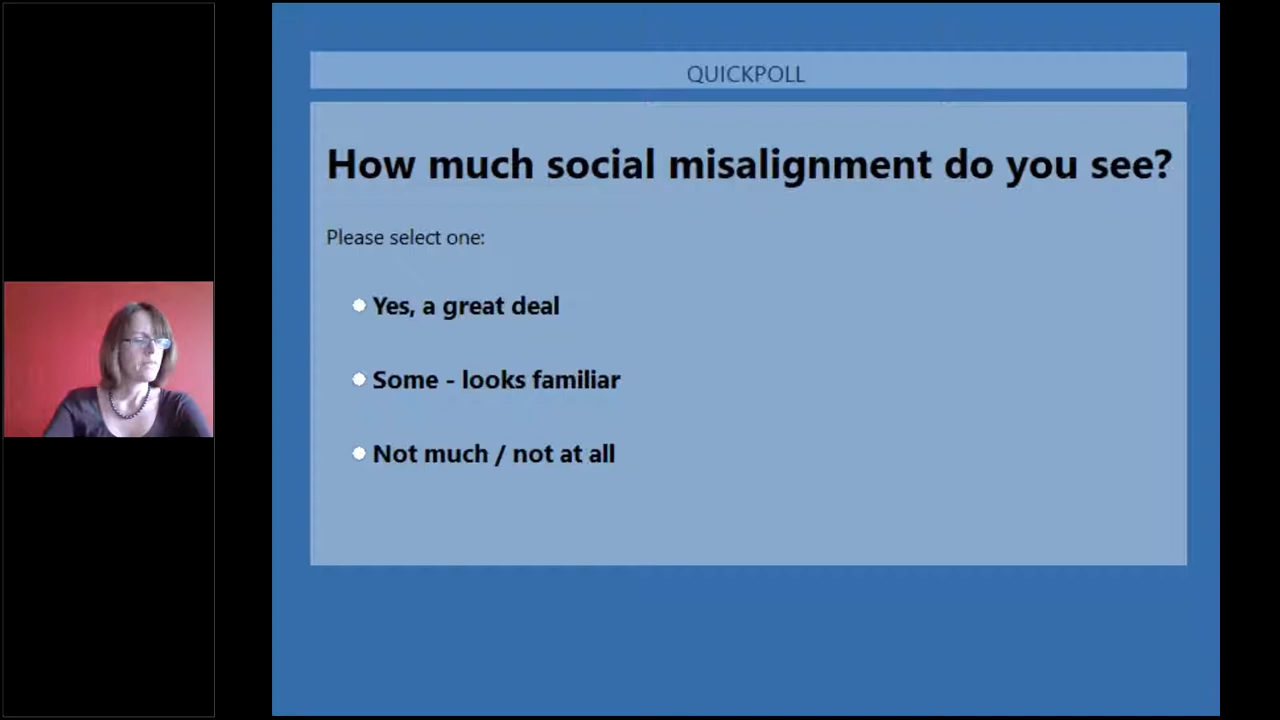 QUICKPOLL
How much social misalignment do you see?
Please select one:
Yes, a great deal
Some - looks familiar
Not much / not at all